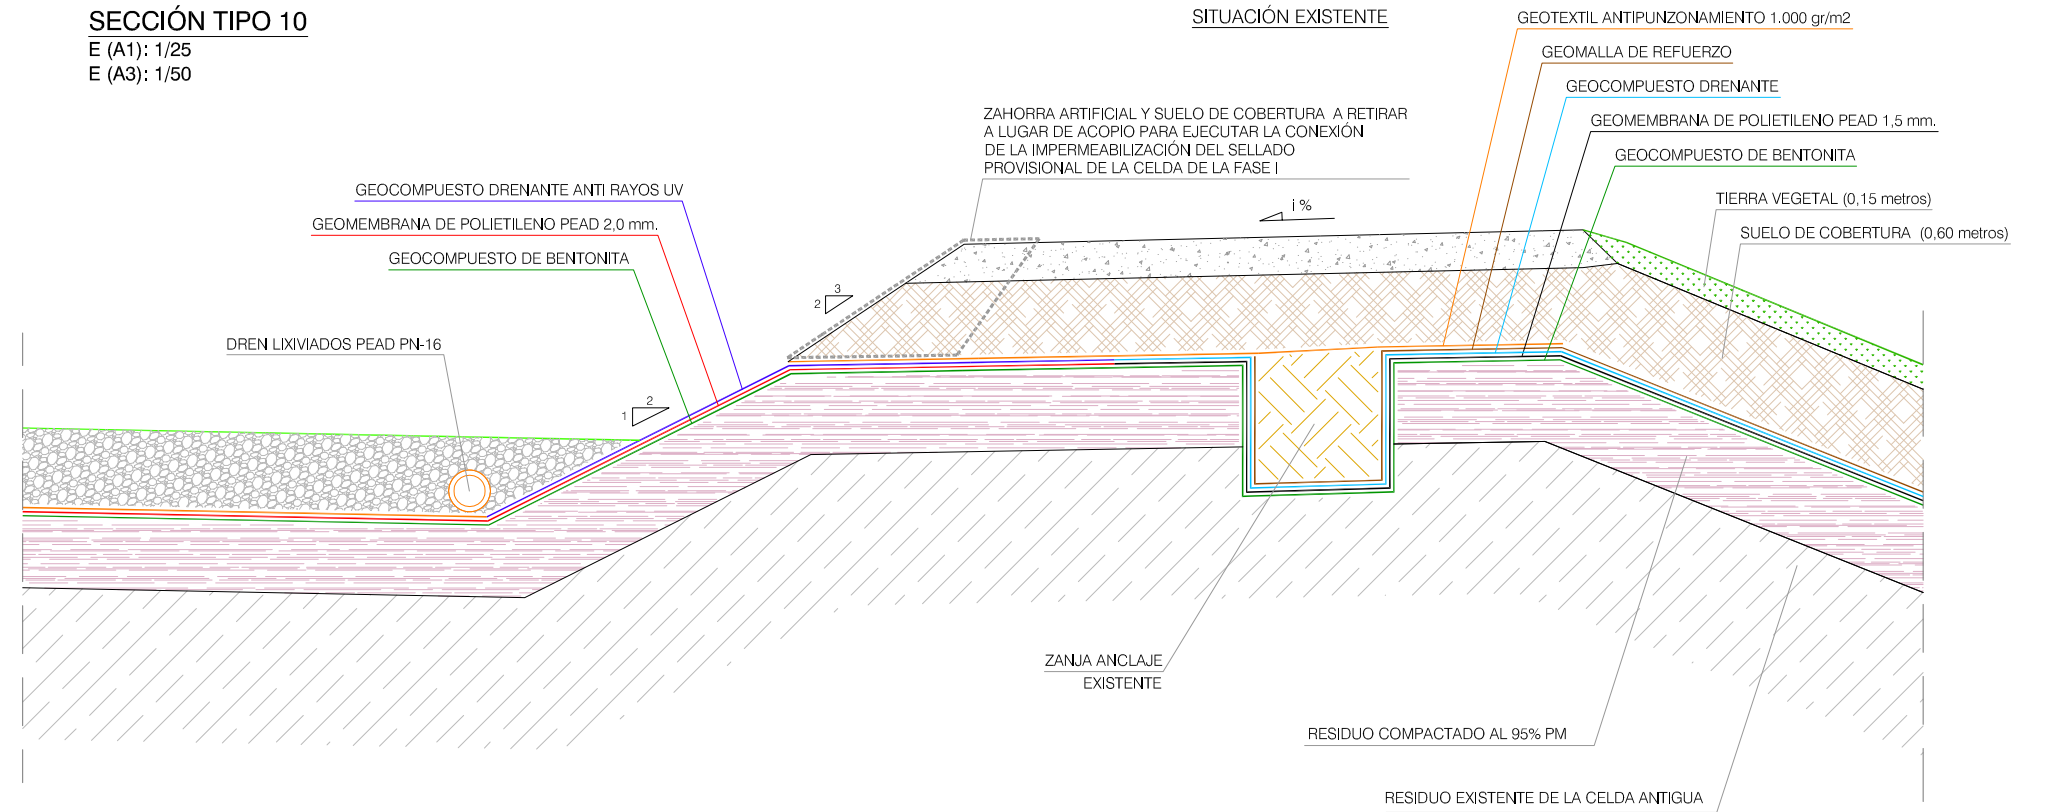 SECCIÓN TIPO 10
E (A1): 1/25
E (A3): 1/50
SITUACIÓN EXISTENTE
GEOTEXTIL ANTIPUNZONAMIENTO 1.000 gr/m2
GEOMALLA DE REFUERZO
GEOCOMPUESTO DRENANTE
GEOMEMBRANA DE POLIETILENO PEAD 1,5 mm.
GEOCOMPUESTO DE BENTONITA
TIERRA VEGETAL (0,15 metros)
SUELO DE COBERTURA (0,60 metros)
ZAHORRA ARTIFICIAL Y SUELO DE COBERTURA A RETIRAR
A LUGAR DE ACOPIO PARA EJECUTAR LA CONEXIÓN
DE LA IMPERMEABILIZACIÓN DEL SELLADO
PROVISIONAL DE LA CELDA DE LA FASE I
i %
GEOCOMPUESTO DRENANTE ANTI RAYOS UV
GEOMEMBRANA DE POLIETILENO PEAD 2,0 mm.
GEOCOMPUESTO DE BENTONITA
3
2
DREN LIXIVIADOS PEAD PN-16
2
1
ZANJA ANCLAJE
EXISTENTE
RESIDUO COMPACTADO AL 95% PM
RESIDUO EXISTENTE DE LA CELDA ANTIGUA